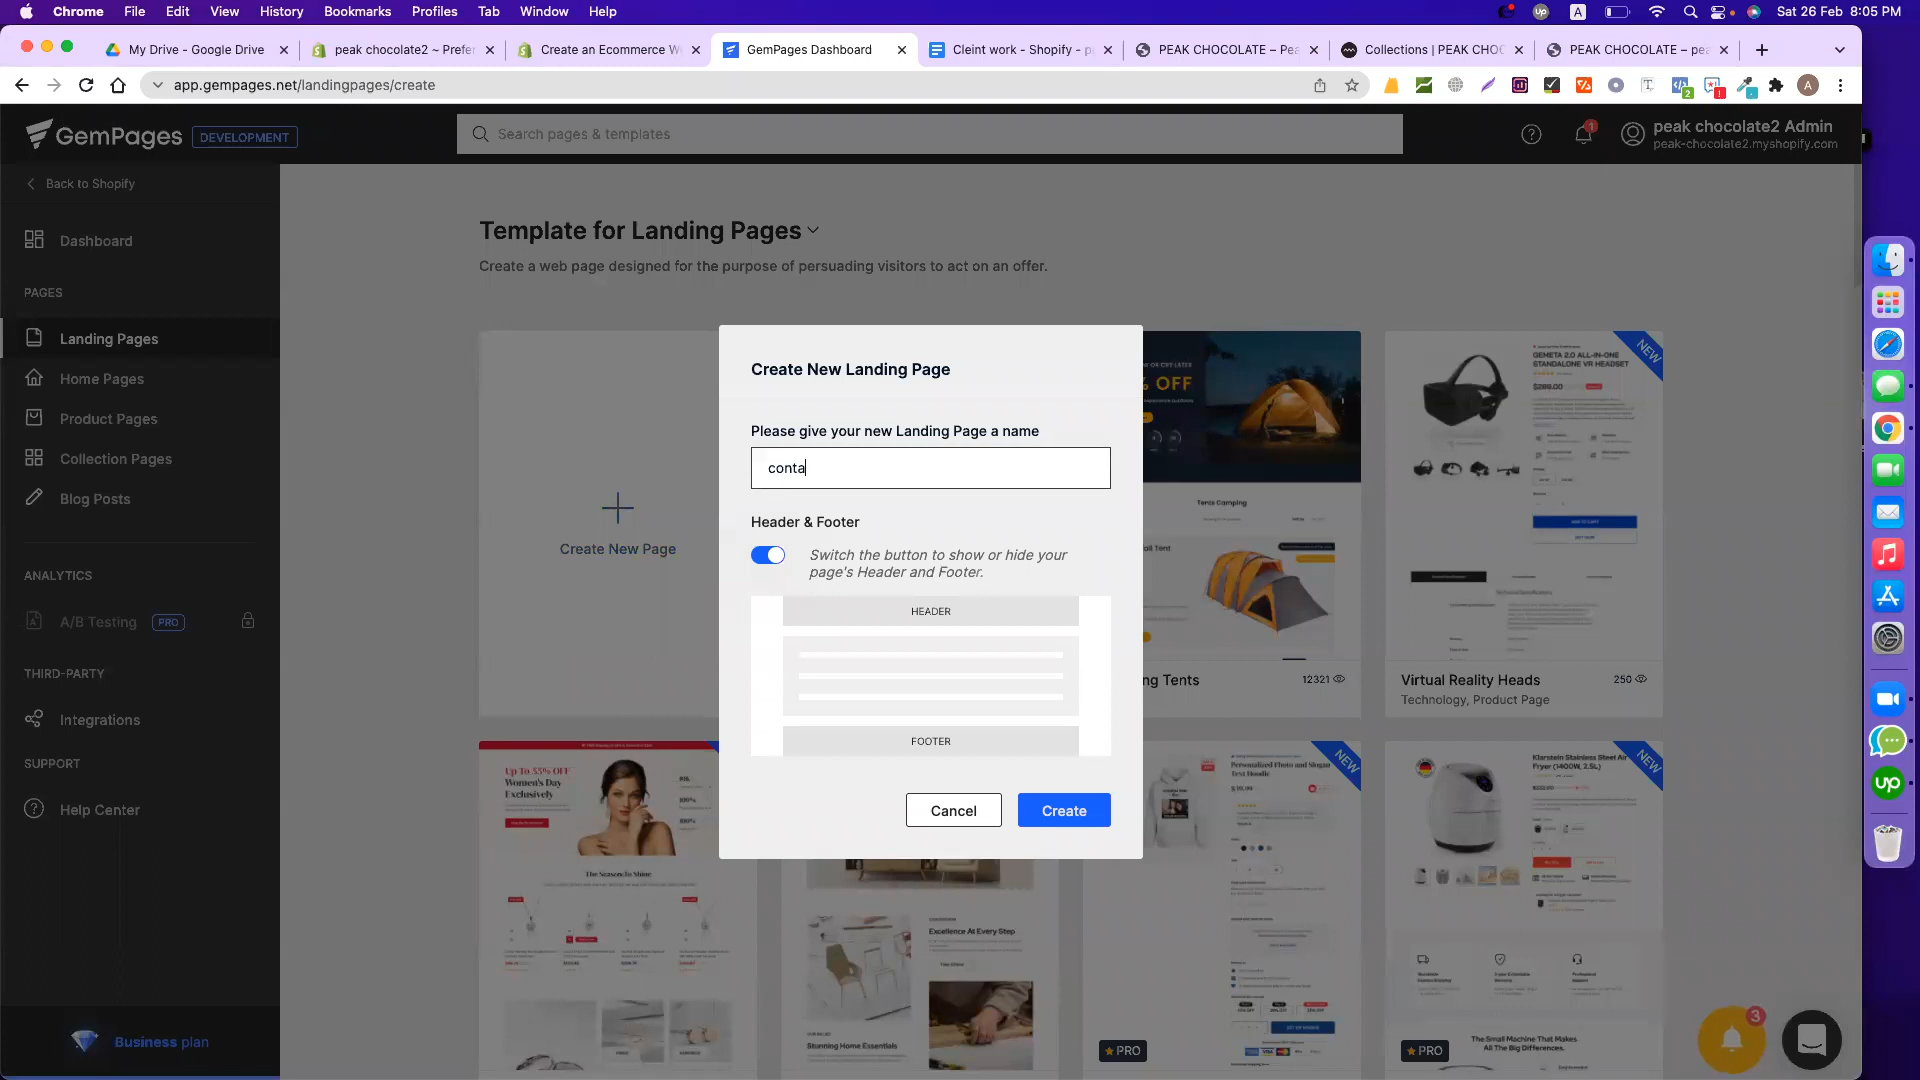 Chrome File Edit View History Bookmarks Profiles Tab Window Help
A
Sat 26 Feb 8:05 PM
My Drive - Google Drive
peak chocolate2 ~ Prefer
Create an Ecommerce W
GemPages Dashboard
Cleint work - Shopify - p
PEAK CHOCOLATE – Pea
Collections | PEAK CHOC
PEAK CHOCOLATE – pea
app.gempages.net/landingpages/create
GemPages
DEVELOPMENT
Search pages & templates
1
peak chocolate2 Admin
peak-chocolate2.myshopify.com
Back to Shopify
Dashboard
PAGES
Landing Pages
Home Pages
Product Pages
Collection Pages
Blog Posts
ANALYTICS
A/B Testing PRO
THIRD-PARTY
Integrations
SUPPORT
Help Center
Business plan
Template for Landing Pages
Create a web page designed for the purpose of persuading visitors to act on an offer.
Create New Page
Create New Landing Page
Please give your new Landing Page a name
conta
Header & Footer
Switch the button to show or hide your
page's Header and Footer.
HEADER
FOOTER
Cancel
Create
% OFF
Tents Camping
ail Tent
ng Tents
12321
NEW
GEMETA 2.0 ALL-IN-ONE
STANDALONE VR HEADSET
$289.00
Virtual Reality Heads
250
Technology, Product Page
Up To 55% OFF
Women's Day
Exclusively
The Season To Shine
Excellence At Every Step
Stunning Home Essentials
NEW
Personalized Photo and Slogan
Text Hoodie
PRO
NEW
Klarstein Stainless Steel Air
Fryer (1400W, 2.5L)
PRO
The Small Machine That Makes
All The Big Differences.
3